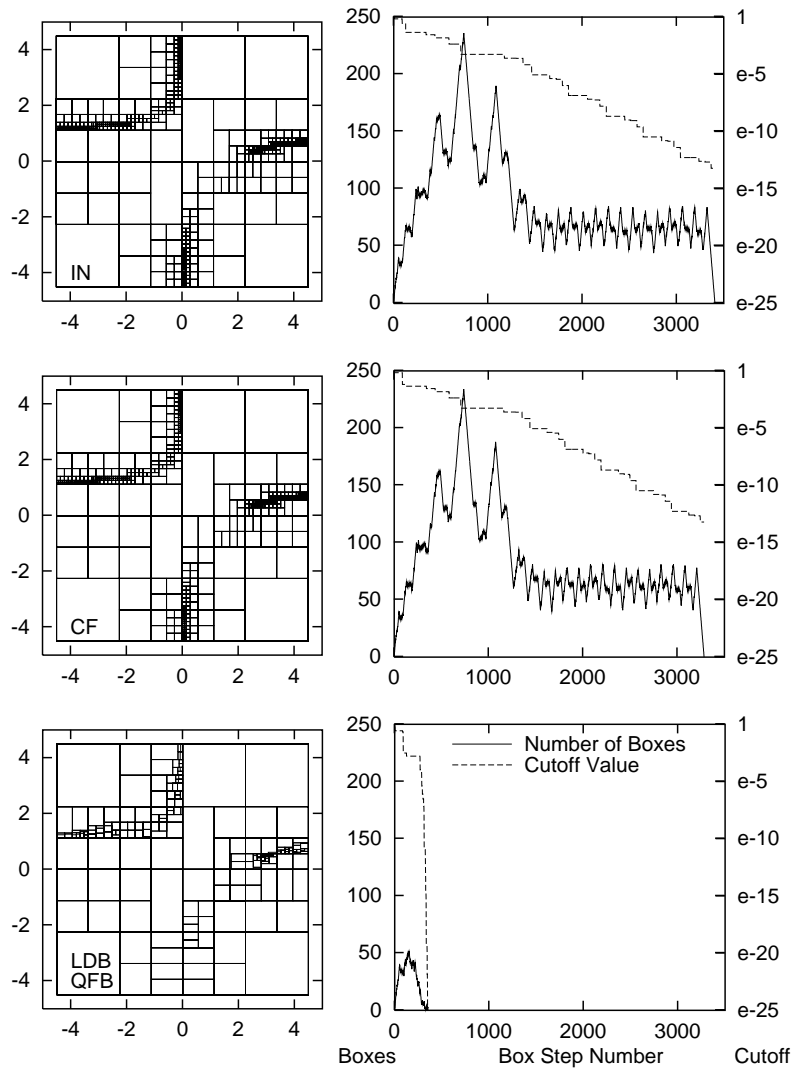 4
2
0
-2
-4
IN
-4 -2 0 2 4
250
200
150
100
50
0
0 1000 2000 3000
1
e-5
e-10
e-15
e-20
e-25
4
2
0
-2
-4
CF
-4 -2 0 2 4
250
200
150
100
50
0
0 1000 2000 3000
1
e-5
e-10
e-15
e-20
e-25
4
2
0
-2
-4
LDB
QFB
-4 -2 0 2 4
250
200
150
100
50
0
Number of Boxes
Cutoff Value
0 1000 2000 3000
1
e-5
e-10
e-15
e-20
e-25
Boxes Box Step Number Cutoff